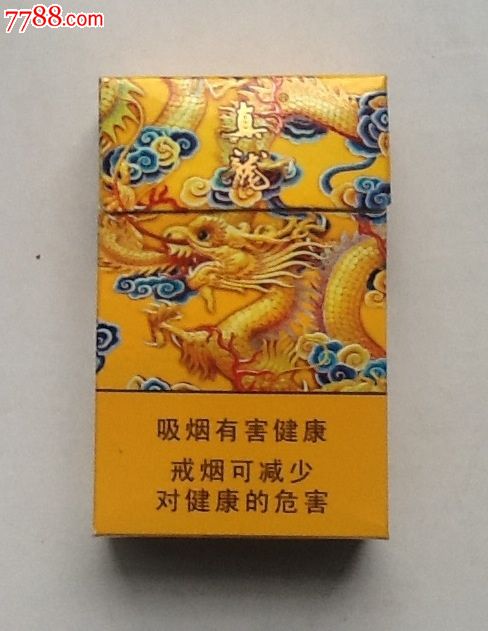 7788.com
真龍
®
吸烟有害健康
戒烟可减少
对健康的危害